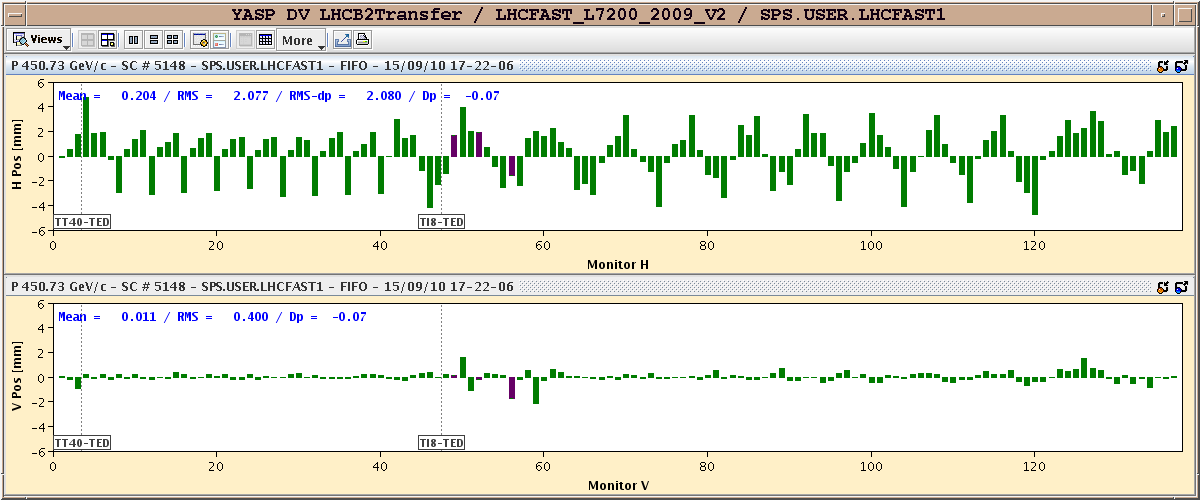 YASP DV LHCB2Transfer / LHCFAST_L7200_2009_V2 / SPS.USER.LHCFAST1
Views More
P 450.73 GeV/c - SC # 5148 - SPS.USER.LHCFAST1 - FIFO - 15/09/10 17-22-06
Mean = 0.204 / RMS = 2.077 / RMS-dp = 2.080 / Dp = -0.07
H Pos [mm]
6
4
2
0
-2
-4
-6
TT40-TED TI8-TED
0 20 40 60 80 100 120
Monitor H
P 450.73 GeV/c - SC # 5148 - SPS.USER.LHCFAST1 - FIFO - 15/09/10 17-22-06
Mean = 0.011 / RMS = 0.400 / Dp = -0.07
V Pos [mm]
6
4
2
0
-2
-4
-6
TT40-TED TI8-TED
0 20 40 60 80 100 120
Monitor V